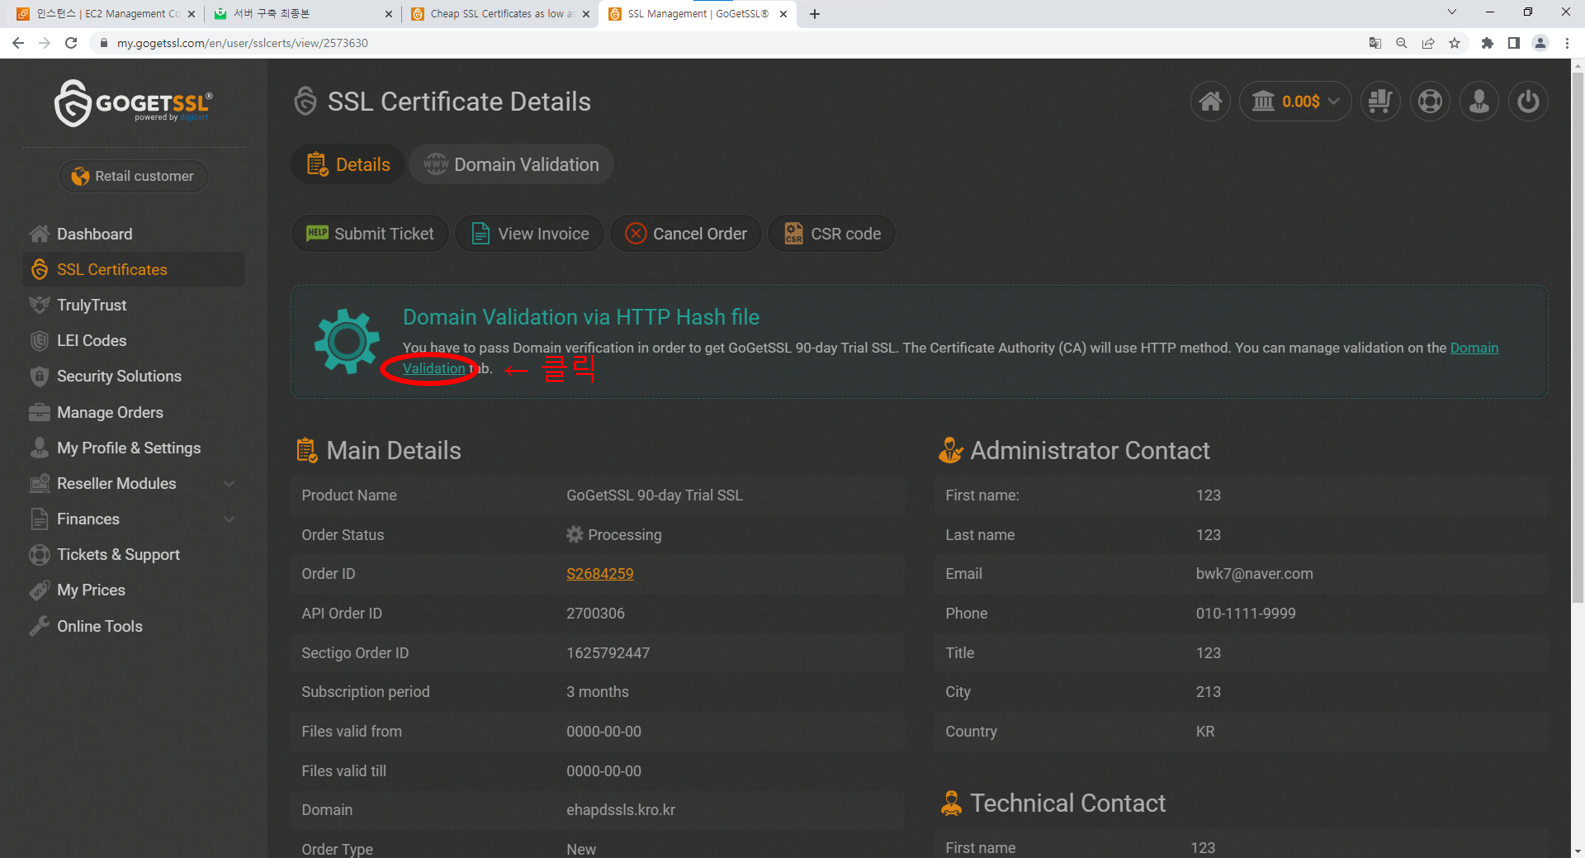 인스턴스 | EC2 Management Co
서버 구축 최종본
Cheap SSL Certificates as low as
SSL Management | GoGetSSL®
my.gogetssl.com/en/user/sslcerts/view/2573630
GOGETSSL®
powered by digicert
Retail customer
Dashboard
SSL Certificates
TrulyTrust
LEI Codes
Security Solutions
Manage Orders
My Profile & Settings
Reseller Modules
Finances
Tickets & Support
My Prices
Online Tools
SSL Certificate Details
0.00$
Details
WWW Domain Validation
HELP Submit Ticket
View Invoice
Cancel Order
CSR CSR code
Domain Validation via HTTP Hash file
You have to pass Domain verification in order to get GoGetSSL 90-day Trial SSL. The Certificate Authority (CA) will use HTTP method. You can manage validation on the Domain
Validation tab. ← 클릭
Main Details
Product Name GoGetSSL 90-day Trial SSL
Order Status Processing
Order ID S2684259
API Order ID 2700306
Sectigo Order ID 1625792447
Subscription period 3 months
Files valid from 0000-00-00
Files valid till 0000-00-00
Domain ehapdssls.kro.kr
Order Type New
Administrator Contact
First name: 123
Last name 123
Email bwk7@naver.com
Phone 010-1111-9999
Title 123
City 213
Country KR
Technical Contact
First name 123